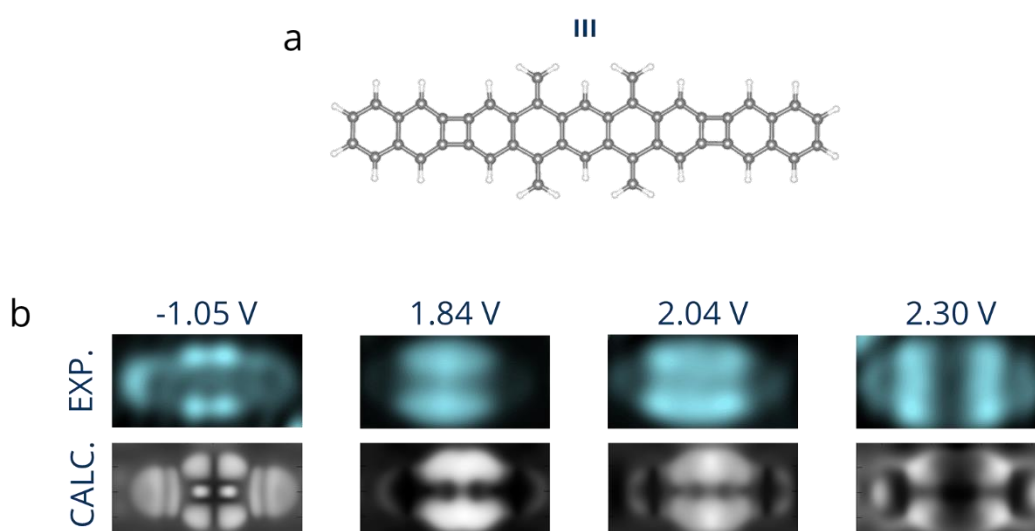 a
III
b
-1.05 V
1.84 V
2.04 V
2.30 V
EXP.
CALC.